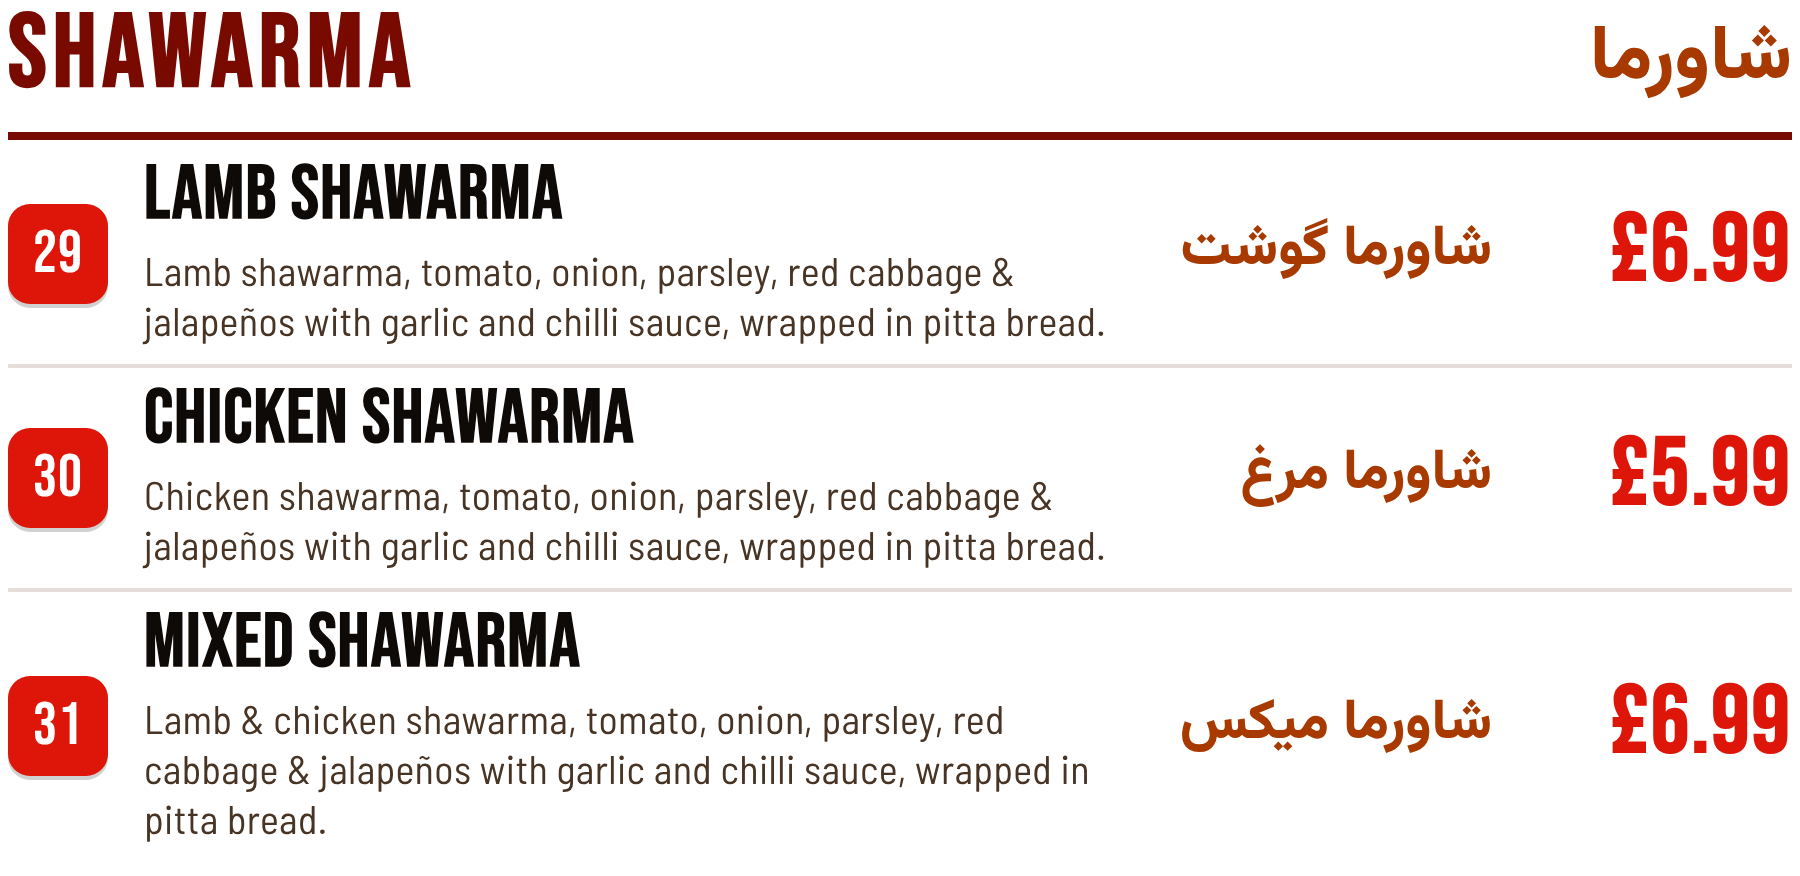 SHAWARMA
شاورما
29
LAMB SHAWARMA
Lamb shawarma, tomato, onion, parsley, red cabbage &
jalapeños with garlic and chilli sauce, wrapped in pitta bread.
شاورما گوشت
£6.99
30
CHICKEN SHAWARMA
Chicken shawarma, tomato, onion, parsley, red cabbage &
jalapeños with garlic and chilli sauce, wrapped in pitta bread.
شاورما مرغ
£5.99
31
MIXED SHAWARMA
Lamb & chicken shawarma, tomato, onion, parsley, red
cabbage & jalapeños with garlic and chilli sauce, wrapped in
pitta bread.
شاورما میکس
£6.99